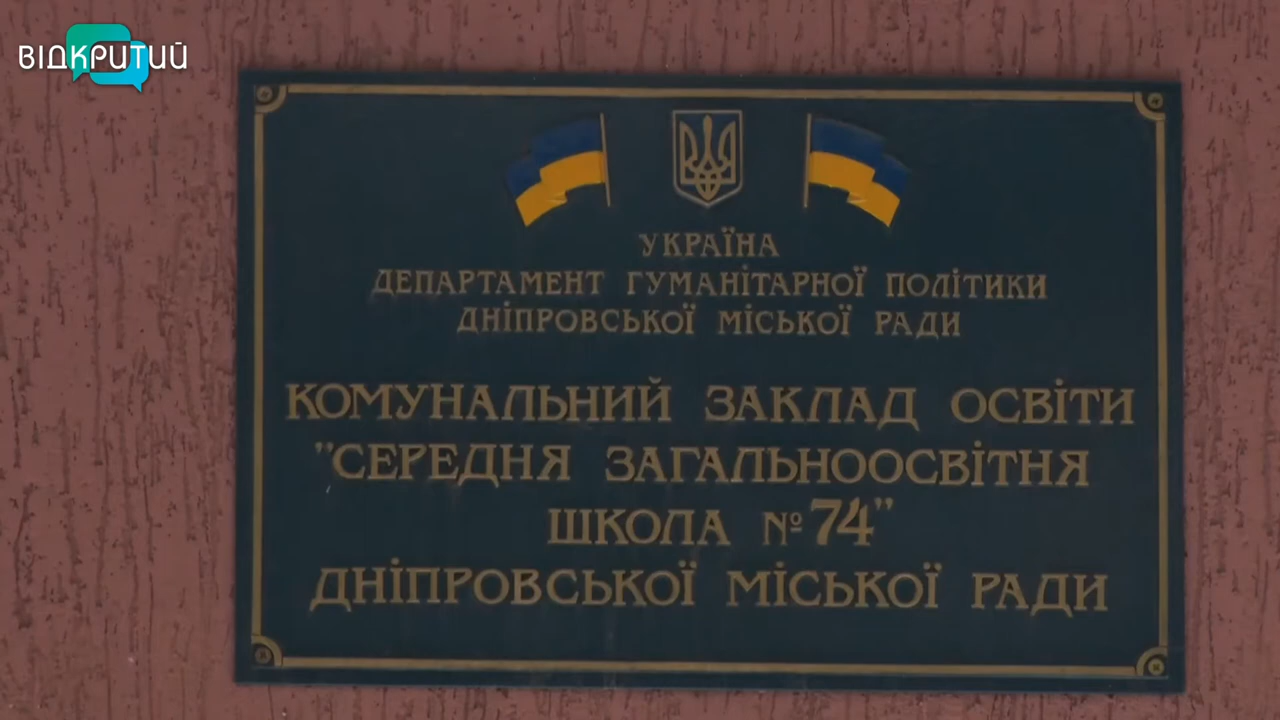 ВІДКРИТИЙ
УКРАЇНА
ДЕПАРТАМЕНТ ГУМАНІТАРНОЇ ПОЛІТИКИ
ДНІПРОВСЬКОЇ МІСЬКОЇ РАДИ
КОМУНАЛЬНИЙ ЗАКЛАД ОСВІТИ
"СЕРЕДНЯ ЗАГАЛЬНООСВІТНЯ
ШКОЛА №74"
ДНІПРОВСЬКОЇ МІСЬКОЇ РАДИ